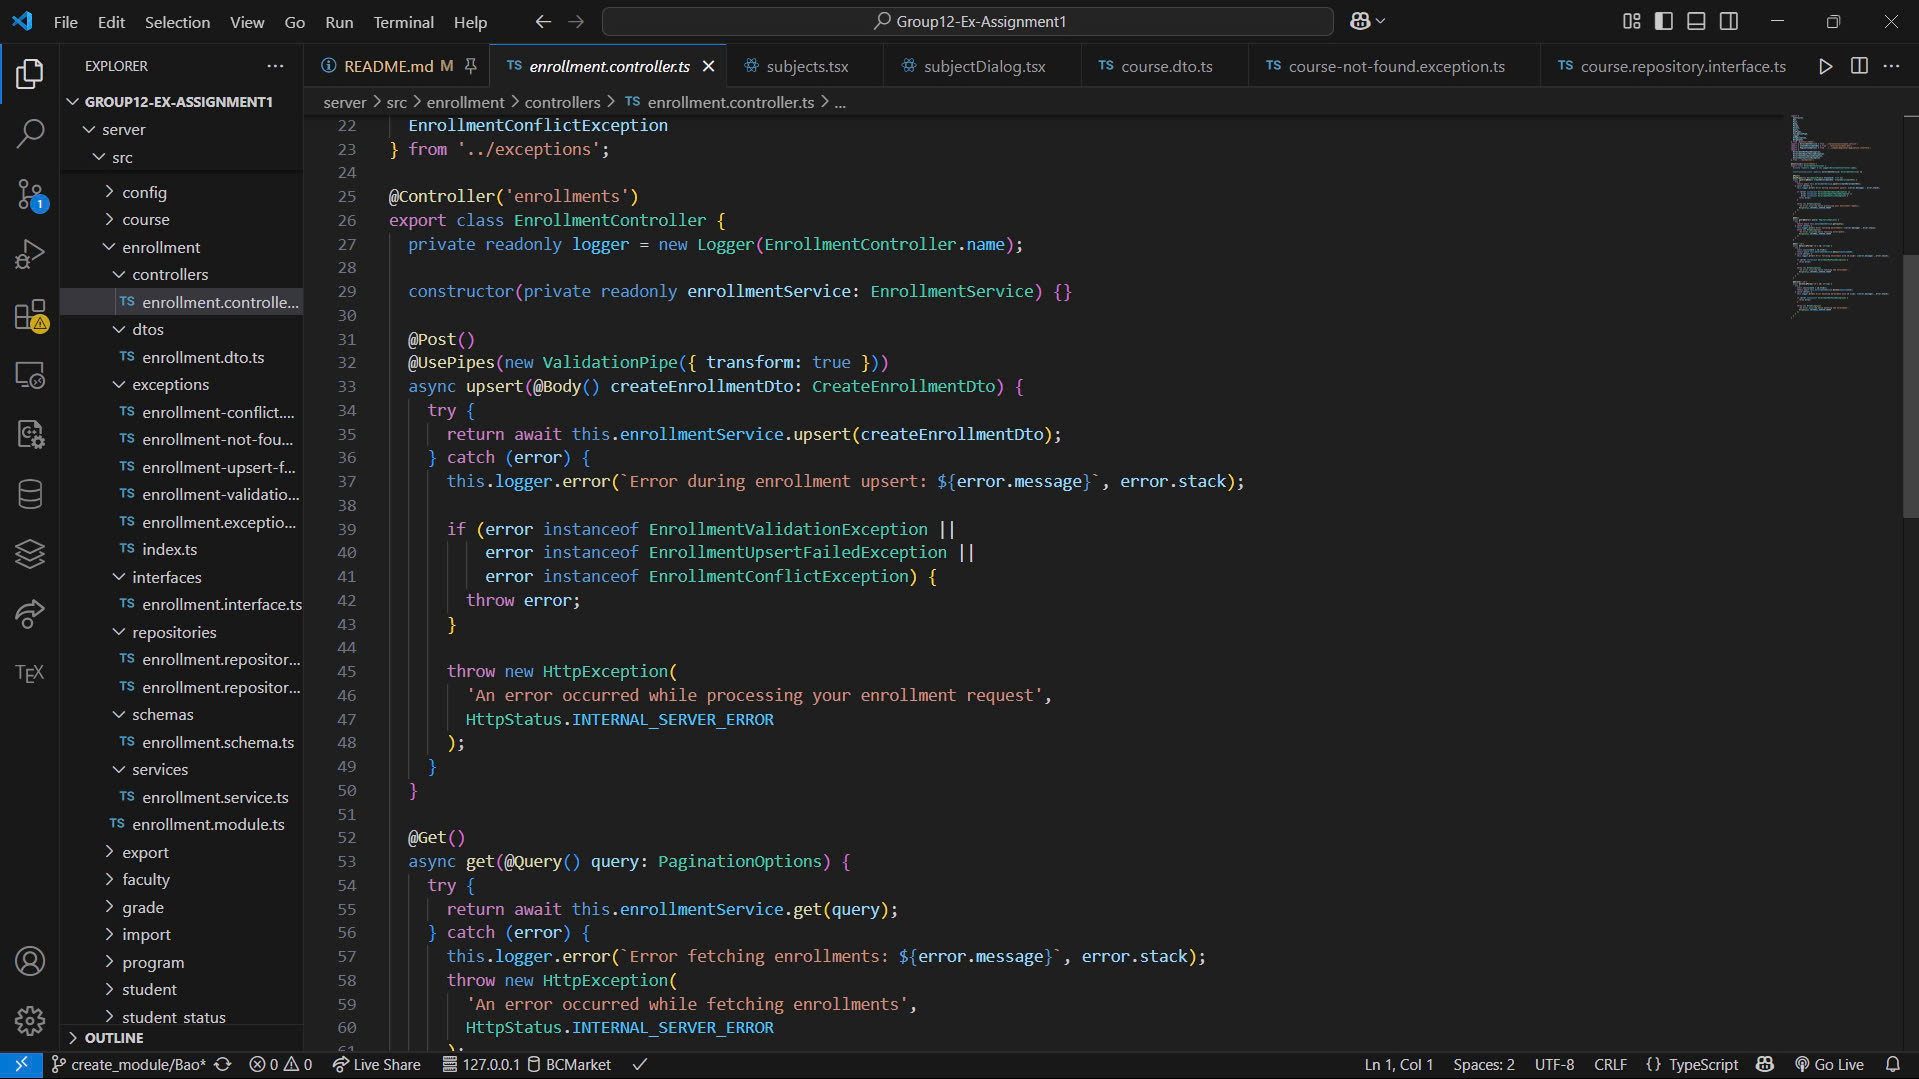 File Edit Selection View Go Run Terminal Help
Group12-Ex-Assignment1
EXPLORER
GROUP12-EX-ASSIGNMENT1
server
src
config
course
enrollment
controllers
TS enrollment.controlle...
dtos
TS enrollment.dto.ts
exceptions
TS enrollment-conflict....
TS enrollment-not-fou...
TS enrollment-upsert-f...
TS enrollment-validatio...
TS enrollment.exceptio...
TS index.ts
interfaces
TS enrollment.interface.ts
repositories
TS enrollment.repositor...
TS enrollment.repositor...
schemas
TS enrollment.schema.ts
services
TS enrollment.service.ts
TS enrollment.module.ts
export
faculty
grade
import
program
student
student status
OUTLINE
1
TEX
README.md M
TS enrollment.controller.ts
subjects.tsx
subjectDialog.tsx
TS course.dto.ts
TS course-not-found.exception.ts
TS course.repository.interface.ts
server > src > enrollment > controllers > TS enrollment.controller.ts > ...
22 EnrollmentConflictException
23 } from '../exceptions';
24
25 @Controller('enrollments')
26 export class EnrollmentController {
27 private readonly logger = new Logger(EnrollmentController.name);
28
29 constructor(private readonly enrollmentService: EnrollmentService) {}
30
31 @Post()
32 @UsePipes(new ValidationPipe({ transform: true }))
33 async upsert(@Body() createEnrollmentDto: CreateEnrollmentDto) {
34 try {
35 return await this.enrollmentService.upsert(createEnrollmentDto);
36 } catch (error) {
37 this.logger.error(`Error during enrollment upsert: ${error.message}`, error.stack);
38
39 if (error instanceof EnrollmentValidationException ||
40 error instanceof EnrollmentUpsertFailedException ||
41 error instanceof EnrollmentConflictException) {
42 throw error;
43 }
44
45 throw new HttpException(
46 'An error occurred while processing your enrollment request',
47 HttpStatus.INTERNAL_SERVER_ERROR
48 );
49 }
50 }
51
52 @Get()
53 async get(@Query() query: PaginationOptions) {
54 try {
55 return await this.enrollmentService.get(query);
56 } catch (error) {
57 this.logger.error(`Error fetching enrollments: ${error.message}`, error.stack);
58 throw new HttpException(
59 'An error occurred while fetching enrollments',
60 HttpStatus.INTERNAL_SERVER_ERROR
61 );
create_module/Bao* 0 0 Live Share 127.0.0.1 BCMarket
Ln 1, Col 1 Spaces: 2 UTF-8 CRLF {} TypeScript Go Live